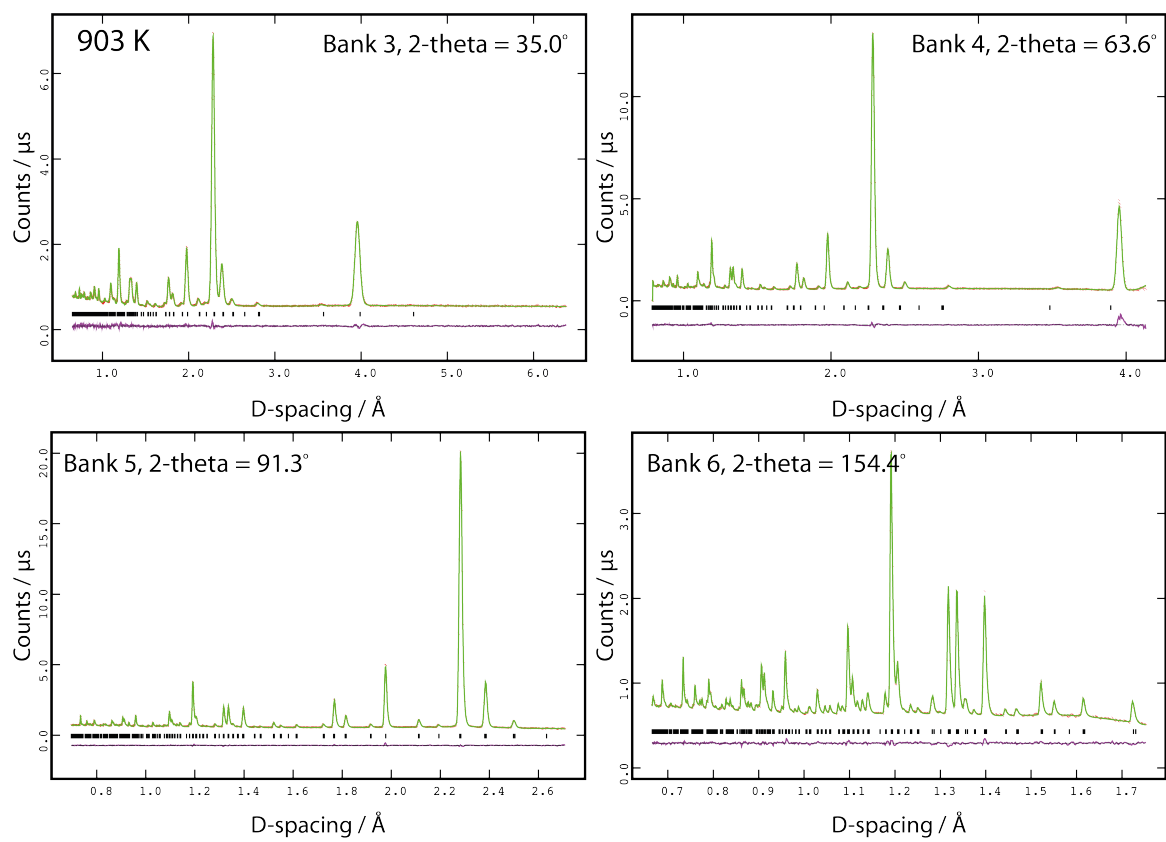 903 K
Bank 3, 2-theta = 35.0°
Counts / µs
6.0
4.0
2.0
0.0
1.0 2.0 3.0 4.0 5.0 6.0
D-spacing / Å
Bank 4, 2-theta = 63.6°
Counts / µs
10.0
5.0
0.0
1.0 2.0 3.0 4.0
D-spacing / Å
Bank 5, 2-theta = 91.3°
Counts / µs
20.0
15.0
10.0
5.0
0.0
0.8 1.0 1.2 1.4 1.6 1.8 2.0 2.2 2.4 2.6
D-spacing / Å
Bank 6, 2-theta = 154.4°
Counts / µs
3.0
2.0
1.0
0.0
0.7 0.8 0.9 1.0 1.1 1.2 1.3 1.4 1.5 1.6 1.7
D-spacing / Å